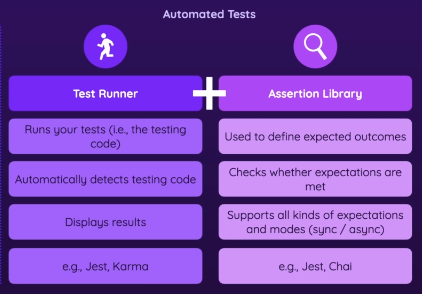 Automated Tests
Test Runner
Runs your tests (i.e., the testing
code)
Automatically detects testing code
Displays results
e.g., Jest, Karma
Assertion Library
Used to define expected outcomes
Checks whether expectations are
met
Supports all kinds of expectations
and modes (sync / async)
e.g., Jest, Chai